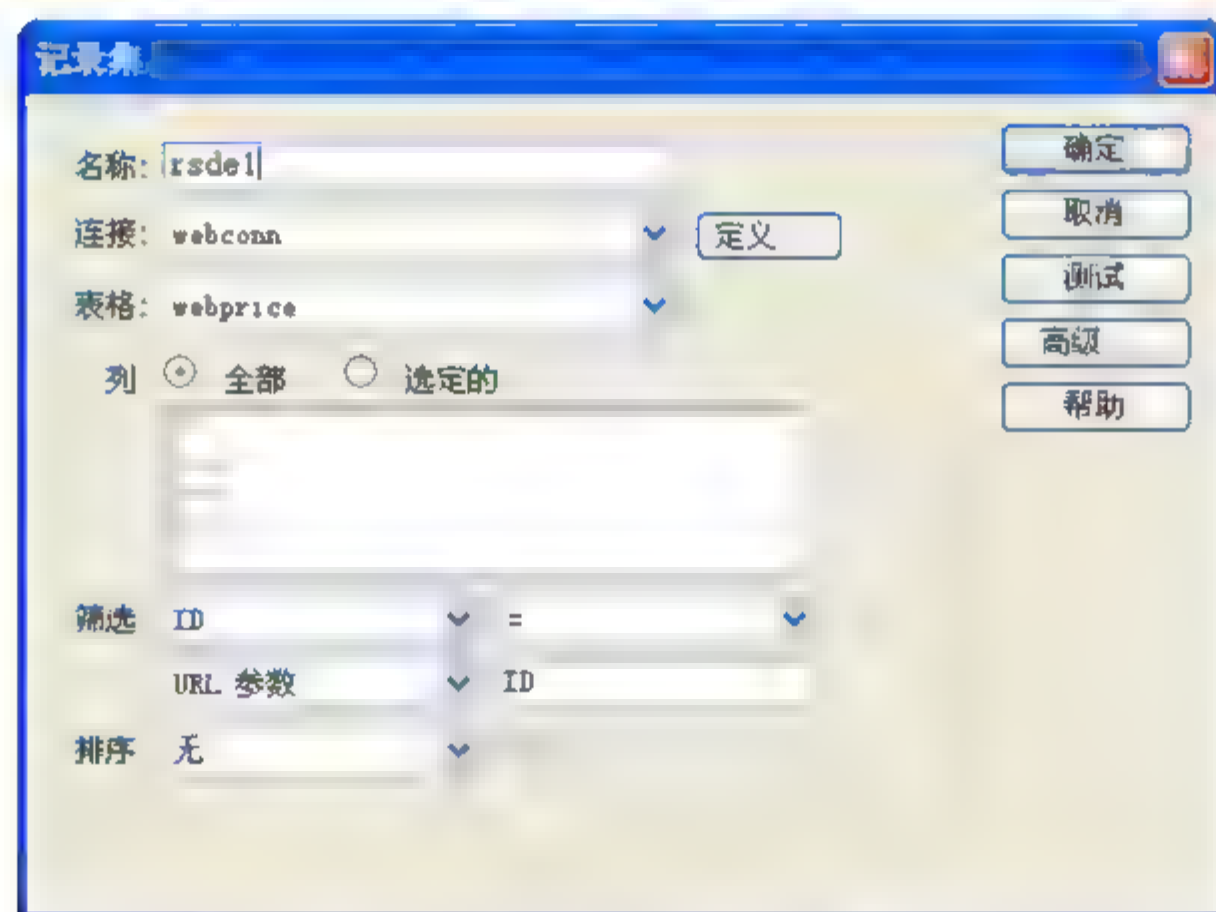 记录集
名称: rsdel
确定
连接: webconn
定义
取消
表格: webprice
测试
列 全部 选定的
高级
帮助
筛选 ID =
URL 参数 ID
排序 无